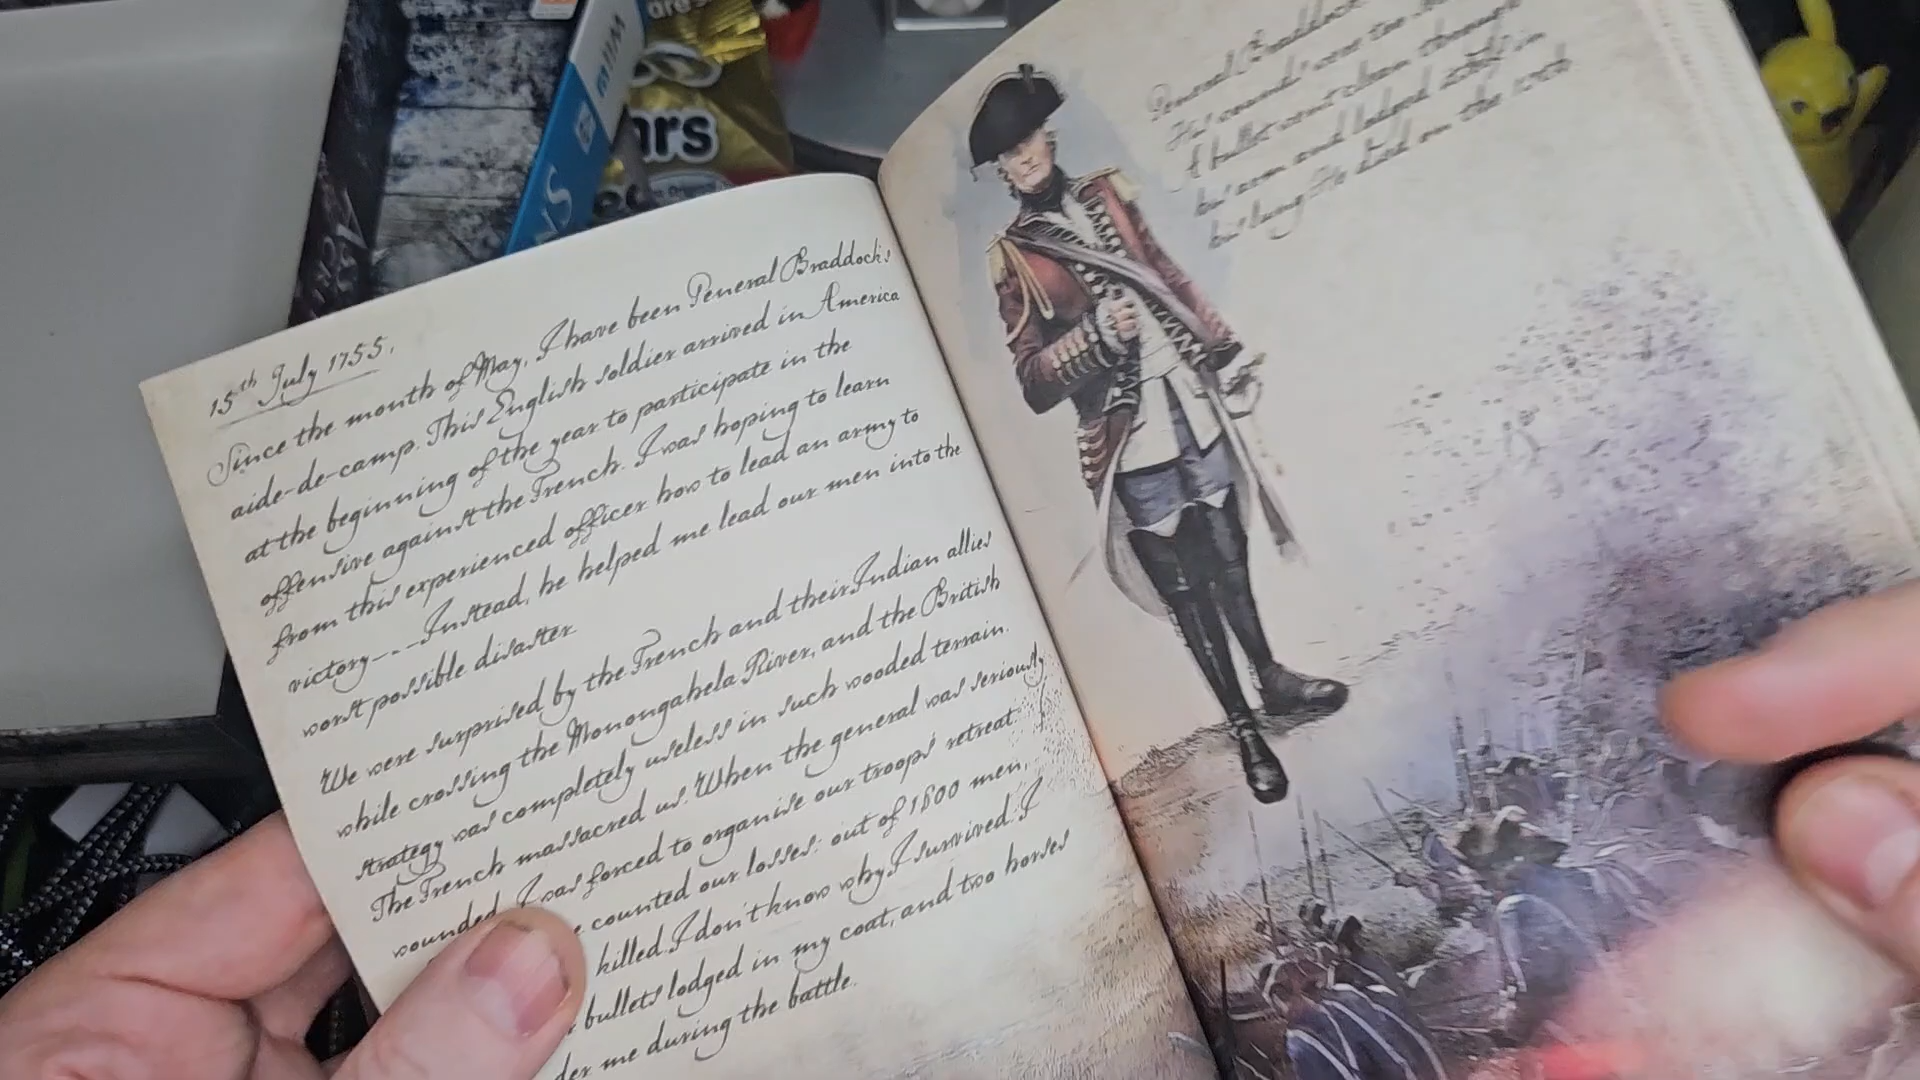 15th July 1755.
Since the month of May, I have been General Braddock's
aide-de-camp. This English soldier arrived in America
at the beginning of the year to participate in the
offensive against the French. I was hoping to learn
from this experienced officer how to lead an army to
victory---Instead, he helped me lead our men into the
worst possible disaster
We were surprised by the French and their Indian allies
while crossing the Monongahela River, and the British
strategy was completely useless in such wooded terrain.
The French massacred us. When the general was seriously
wounded, I was forced to organise our troops' retreat.
counted our losses: out of 1800 men,
killed. I don't know why I survived. I
bullets lodged in my coat, and two horses
me during the battle.
General Braddock
His wounds were too
A bullet went clean through
his arm and lodged itself in
his lung. He died on the 13th
ars